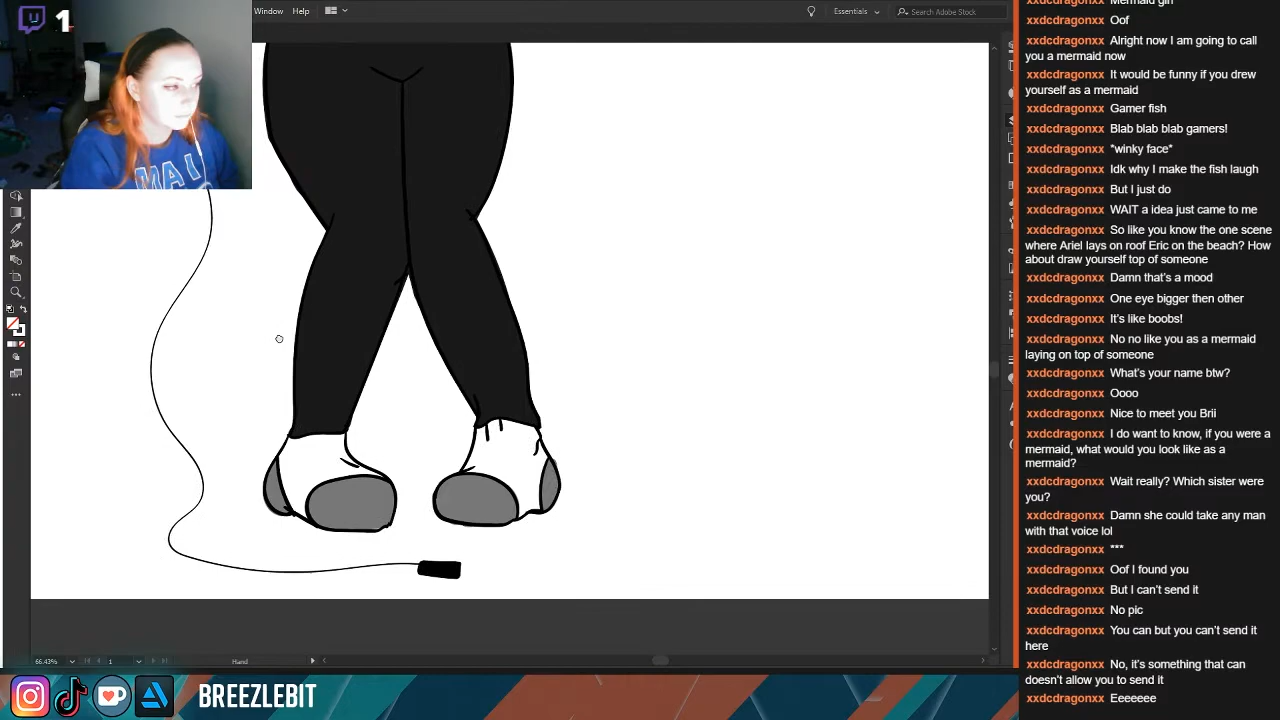 1
Window Help
Essentials
Search Adobe Stock
66.43%
1
Hand
BREEZLEBIT
Mermaid girl
xxdcdragonxx Oof
xxdcdragonxx Alright now I am going to call
you a mermaid now
xxdcdragonxx It would be funny if you drew
yourself as a mermaid
xxdcdragonxx Gamer fish
xxdcdragonxx Blab blab blab gamers!
xxdcdragonxx *winky face*
xxdcdragonxx Idk why I make the fish laugh
xxdcdragonxx But I just do
xxdcdragonxx WAIT a idea just came to me
xxdcdragonxx So like you know the one scene
where Ariel lays on roof Eric on the beach? How
about draw yourself top of someone
xxdcdragonxx Damn that's a mood
xxdcdragonxx One eye bigger then other
xxdcdragonxx It's like boobs!
xxdcdragonxx No no like you as a mermaid
laying on top of someone
xxdcdragonxx What's your name btw?
xxdcdragonxx Oooo
xxdcdragonxx Nice to meet you Brii
xxdcdragonxx I do want to know, if you were a
mermaid, what would you look like as a
mermaid?
xxdcdragonxx Wait really? Which sister were
you?
xxdcdragonxx Damn she could take any man
with that voice lol
xxdcdragonxx ***
xxdcdragonxx Oof I found you
xxdcdragonxx But I can't send it
xxdcdragonxx No pic
xxdcdragonxx You can but you can't send it
here
xxdcdragonxx No, it's something that can
doesn't allow you to send it
xxdcdragonxx Eeeeeee